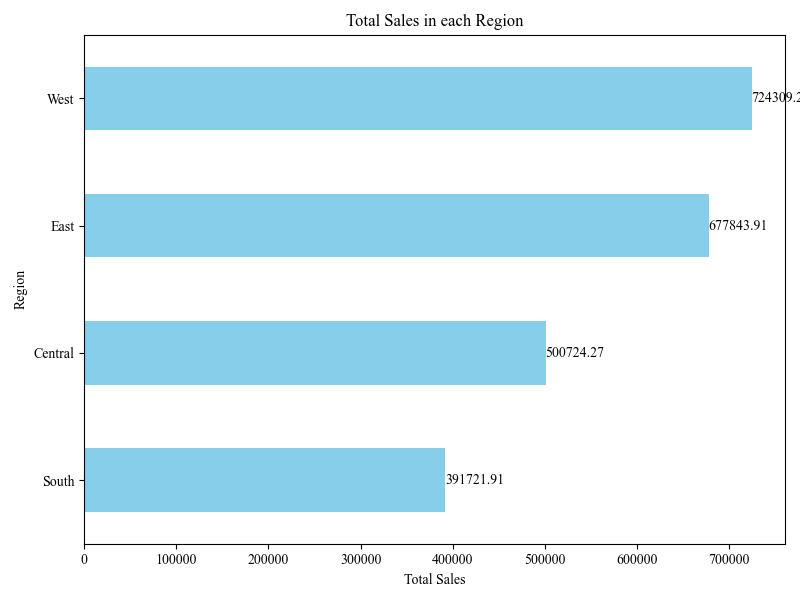 Total Sales in each Region
West
724309.2
East
677843.91
Region
Central
500724.27
South
391721.91
0 100000 200000 300000 400000 500000 600000 700000
Total Sales